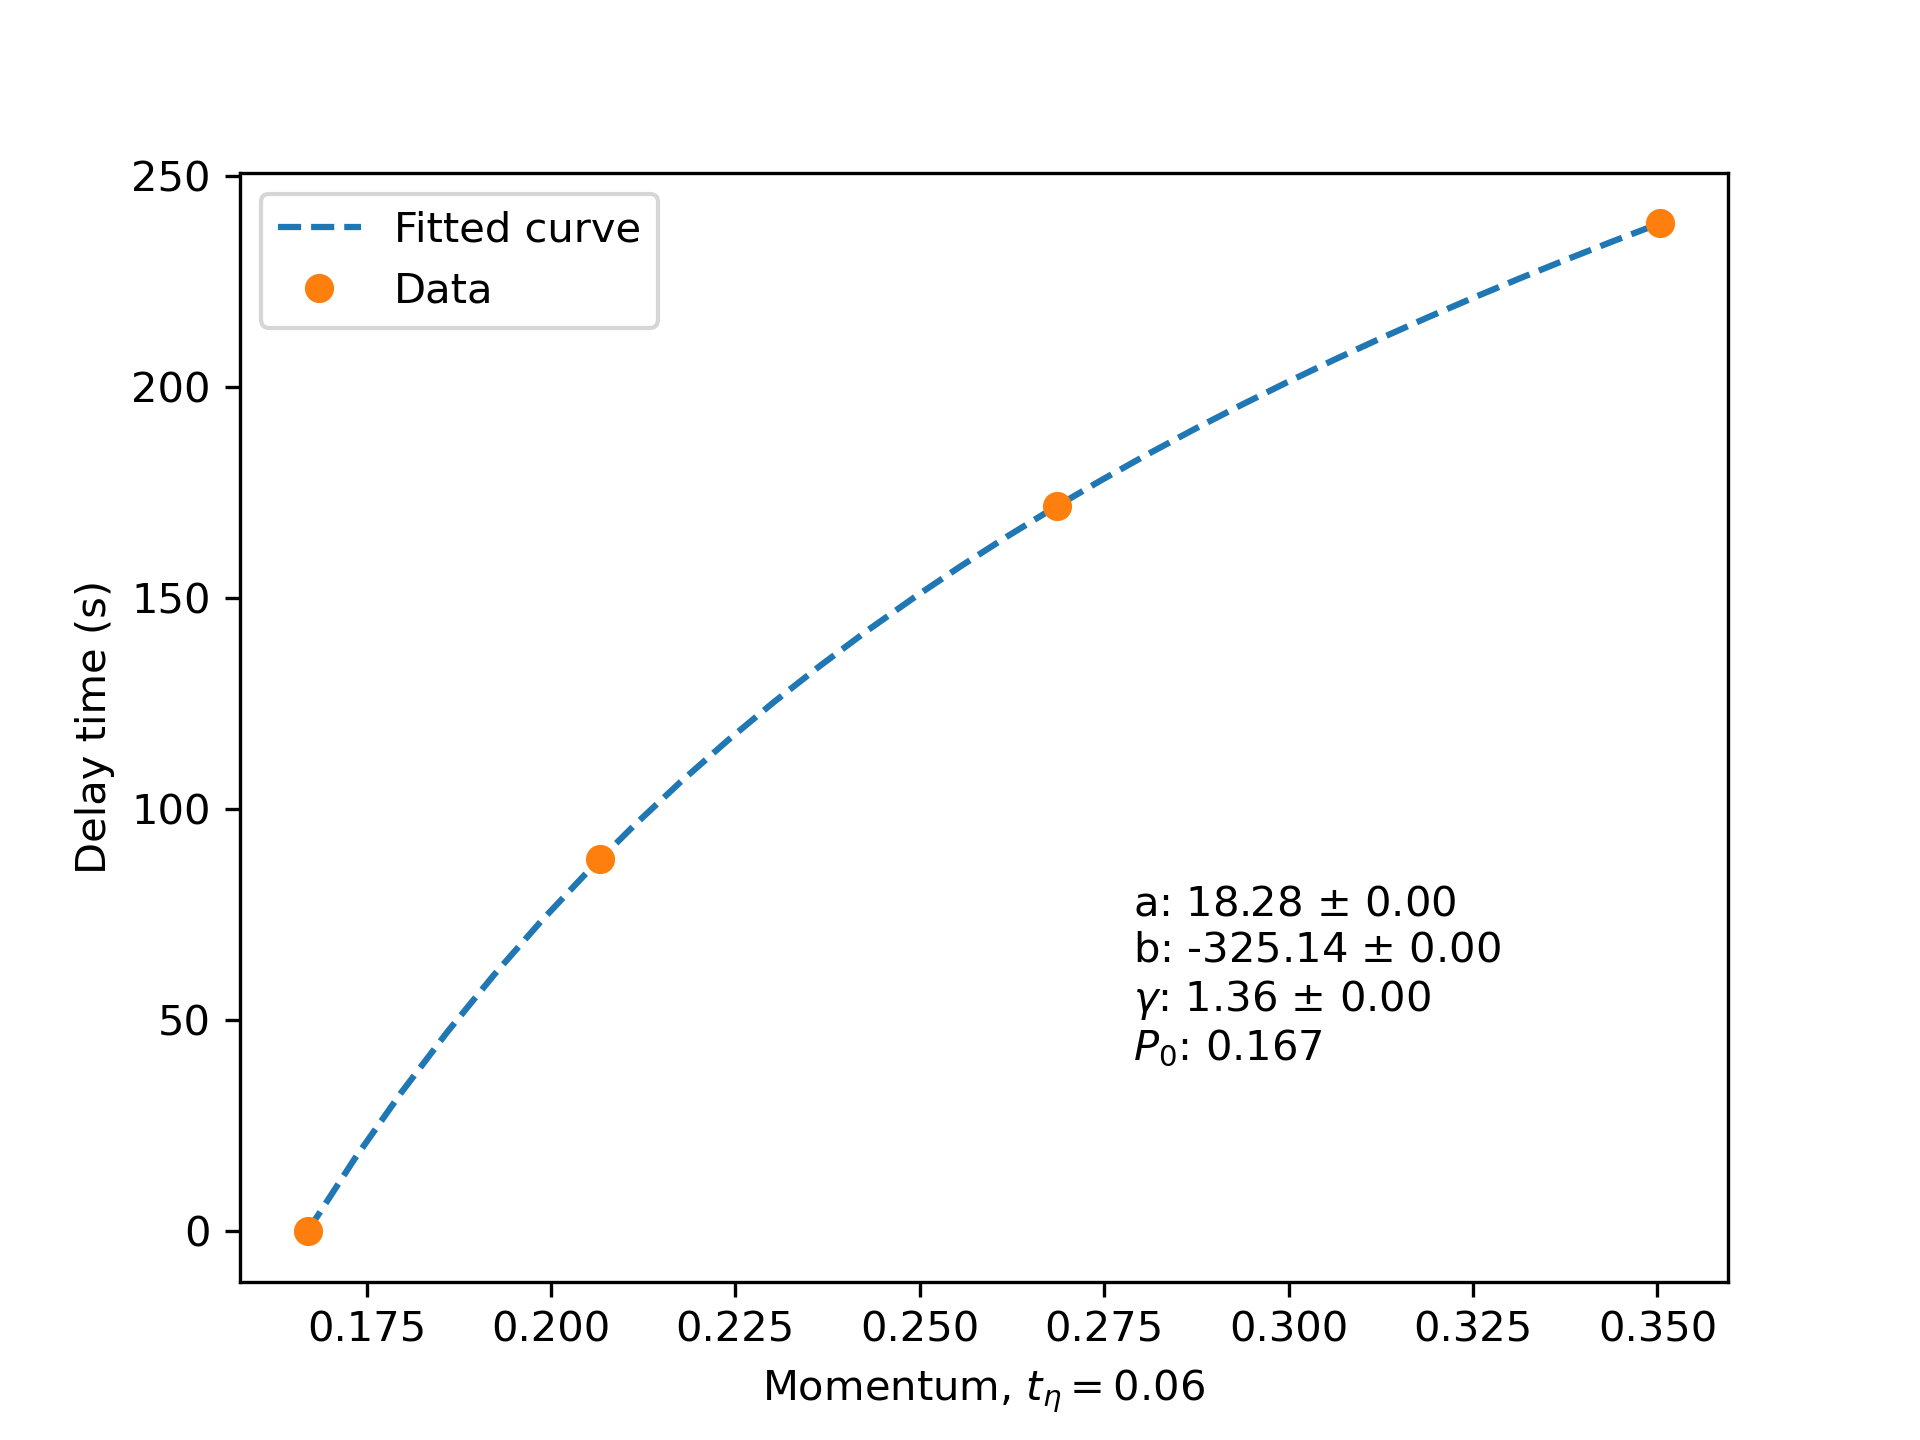 250
200
150
100
50
0
Delay time (s)
Fitted curve
Data
a: 18.28 ± 0.00
b: -325.14 ± 0.00
γ: 1.36 ± 0.00
P₀: 0.167
0.175 0.200 0.225 0.250 0.275 0.300 0.325 0.350
Momentum, t_η = 0.06